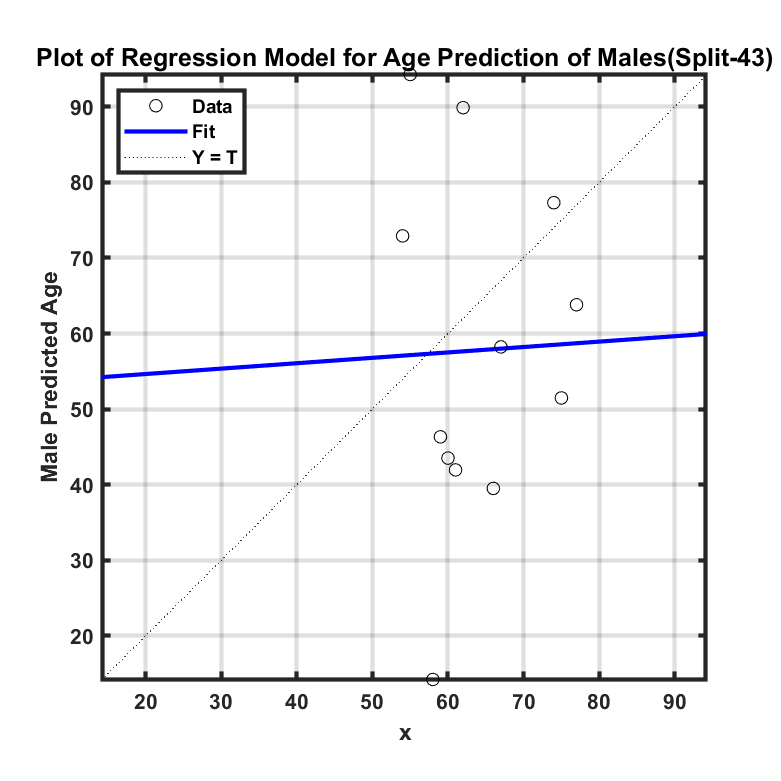 Plot of Regression Model for Age Prediction of Males(Split-43)
Data
Fit
Y = T
Male Predicted Age
90
80
70
60
50
40
30
20
20 30 40 50 60 70 80 90
x